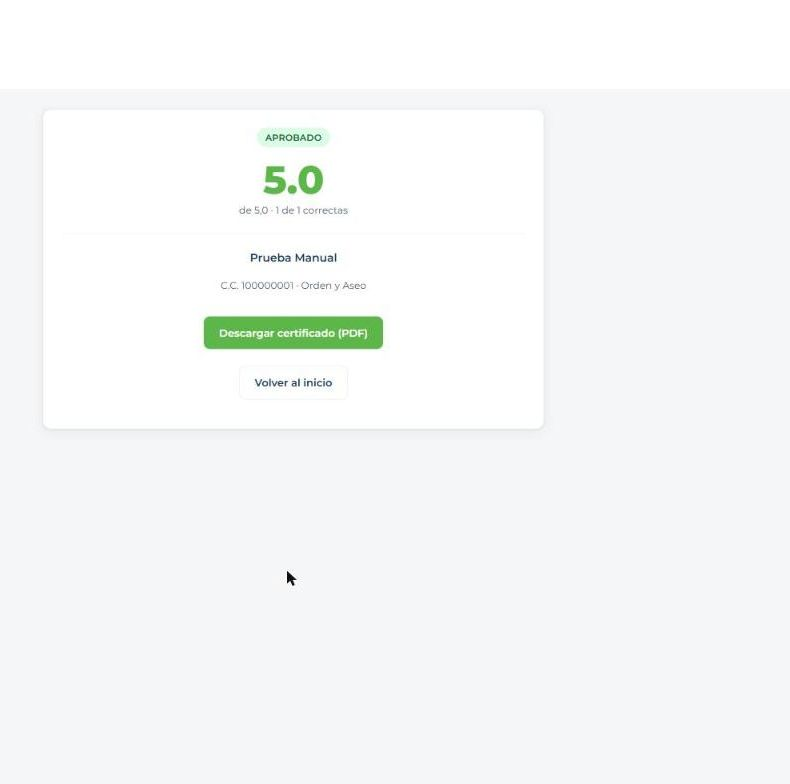 APROBADO
5.0
de 5,0 · 1 de 1 correctas
Prueba Manual
C.C. 100000001 · Orden y Aseo
Descargar certificado (PDF)
Volver al inicio